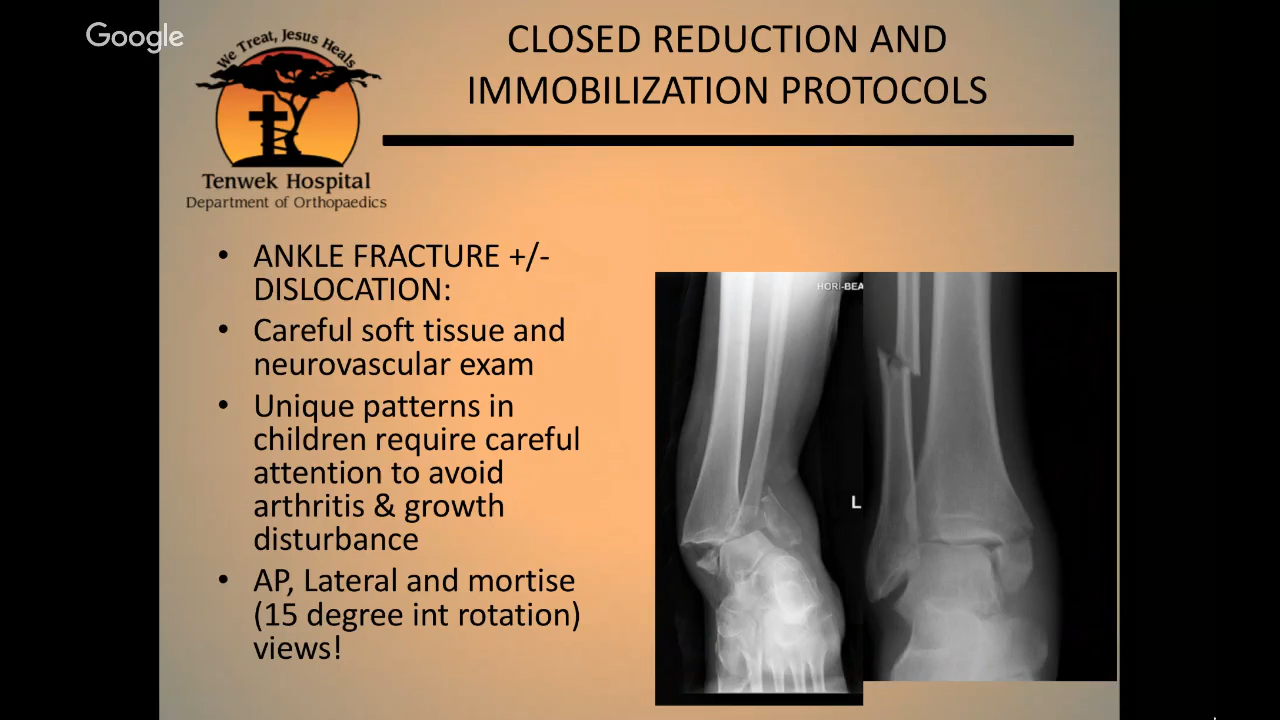 Google
We Treat, Jesus Heals
Tenwek Hospital
Department of Orthopaedics
CLOSED REDUCTION AND
IMMOBILIZATION PROTOCOLS
• ANKLE FRACTURE +/-
DISLOCATION:
• Careful soft tissue and
neurovascular exam
• Unique patterns in
children require careful
attention to avoid
arthritis & growth
disturbance
• AP, Lateral and mortise
(15 degree int rotation)
views!
HORI-BEA
L